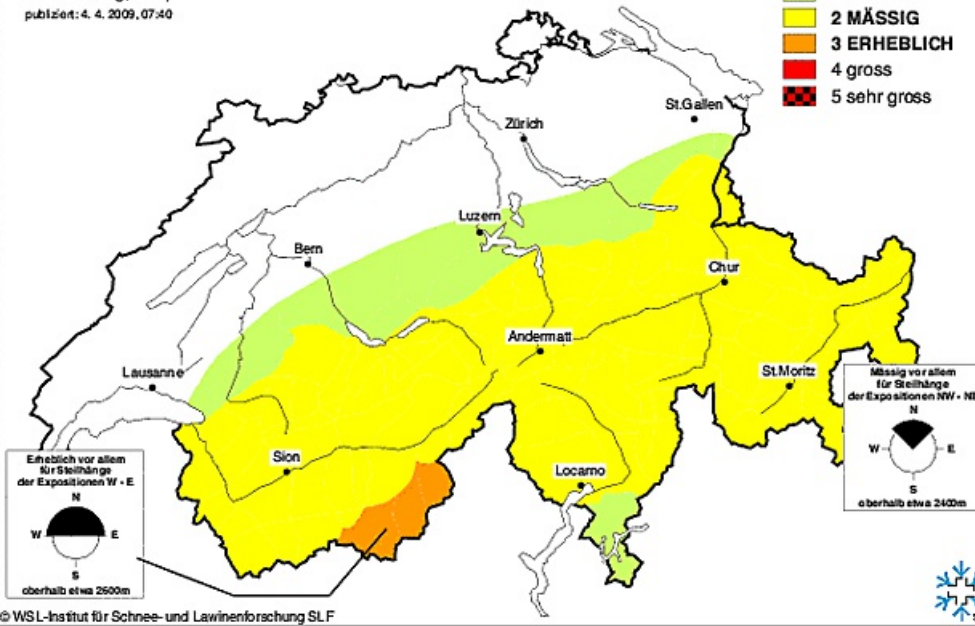 publiziert: 4. 4. 2009, 07:40
2 MÄSSIG
3 ERHEBLICH
4 gross
5 sehr gross
St.Gallen
Zürich
Luzern
Bern
Chur
Andermatt
Lausanne
St.Moritz
Sion
Locarno
Mässig vor allem
für Steilhänge
der Expositionen NW - 
N
W E
S
oberhalb etwa 2400m
Erheblich vor allem
für Steilhänge
der Expositionen W - E
N
W E
S
oberhalb etwa 2600m
© WSL-Institut für Schnee- und Lawinenforschung SLF